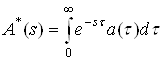 A*(s) = ∫₀^∞ e^{-sτ} a(τ)dτ